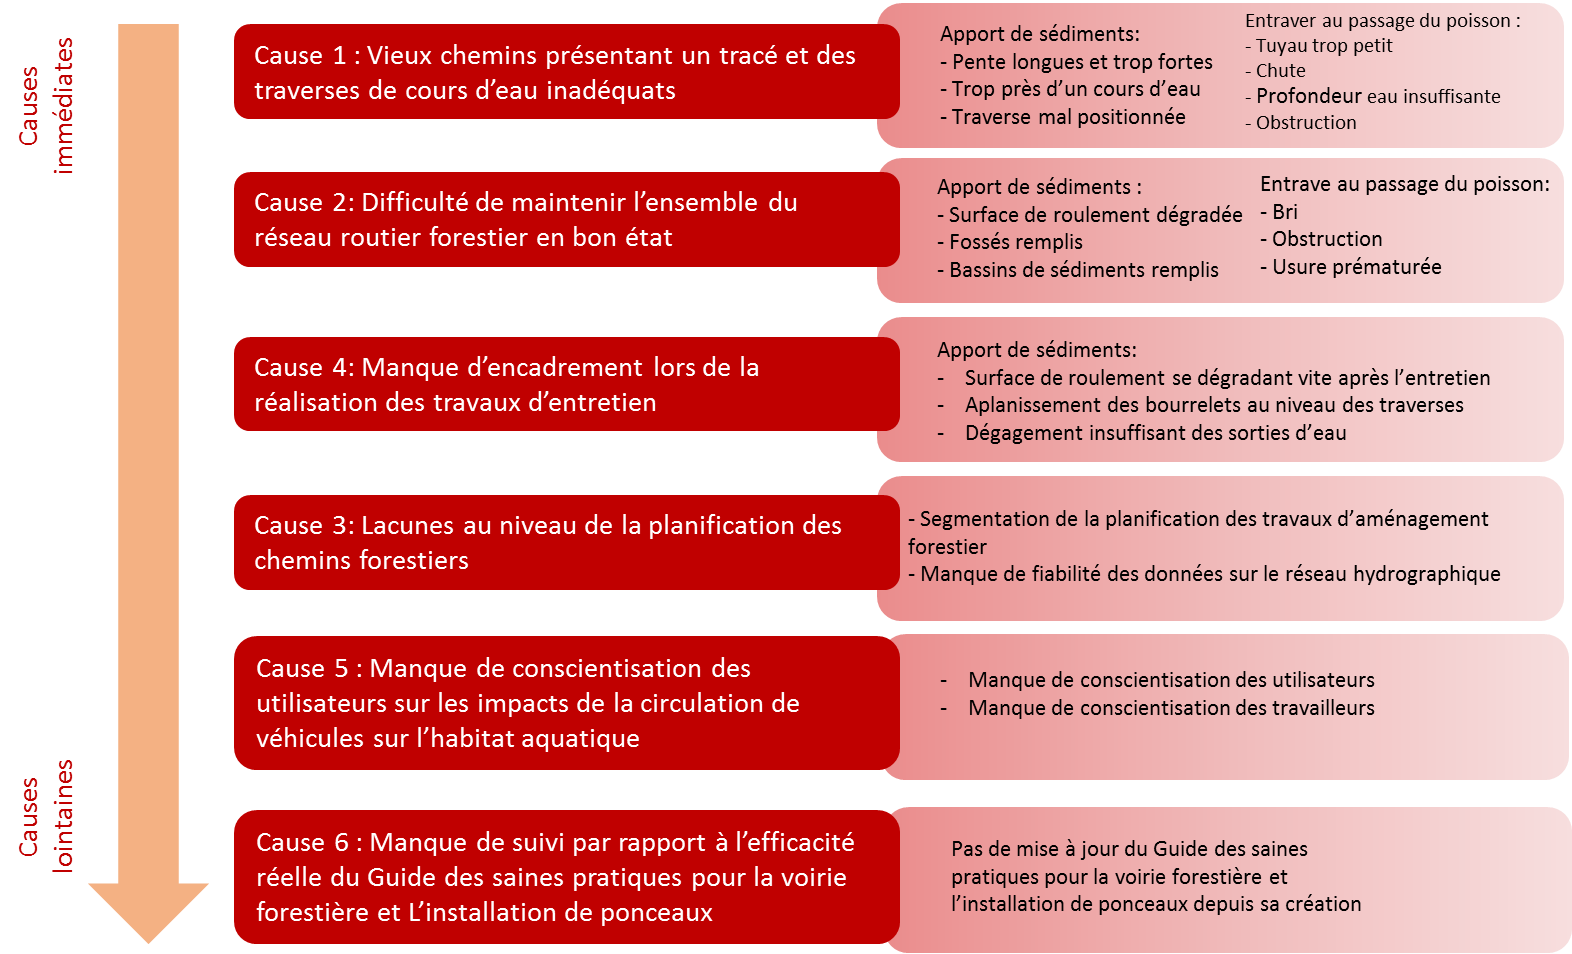 Causes
immédiates
Cause 1 : Vieux chemins présentant un tracé et des
traverses de cours d’eau inadéquats
Apport de sédiments:
- Pente longues et trop fortes
- Trop près d’un cours d’eau
- Traverse mal positionnée
Entraver au passage du poisson :
- Tuyau trop petit
- Chute
- Profondeur eau insuffisante
- Obstruction
Cause 2: Difficulté de maintenir l’ensemble du
réseau routier forestier en bon état
Apport de sédiments :
- Surface de roulement dégradée
- Fossés remplis
- Bassins de sédiments remplis
Entrave au passage du poisson:
- Bri
- Obstruction
- Usure prématurée
Cause 4: Manque d’encadrement lors de la
réalisation des travaux d’entretien
Apport de sédiments:
- Surface de roulement se dégradant vite après l’entretien
- Aplanissement des bourrelets au niveau des traverses
- Dégagement insuffisant des sorties d’eau
Cause 3: Lacunes au niveau de la planification des
chemins forestiers
- Segmentation de la planification des travaux d’aménagement
forestier
- Manque de fiabilité des données sur le réseau hydrographique
Cause 5 : Manque de conscientisation des
utilisateurs sur les impacts de la circulation de
véhicules sur l’habitat aquatique
- Manque de conscientisation des utilisateurs
- Manque de conscientisation des travailleurs
Causes
lointaines
Cause 6 : Manque de suivi par rapport à l’efficacité
réelle du Guide des saines pratiques pour la voirie
forestière et L’installation de ponceaux
Pas de mise à jour du Guide des saines
pratiques pour la voirie forestière et
l’installation de ponceaux depuis sa création